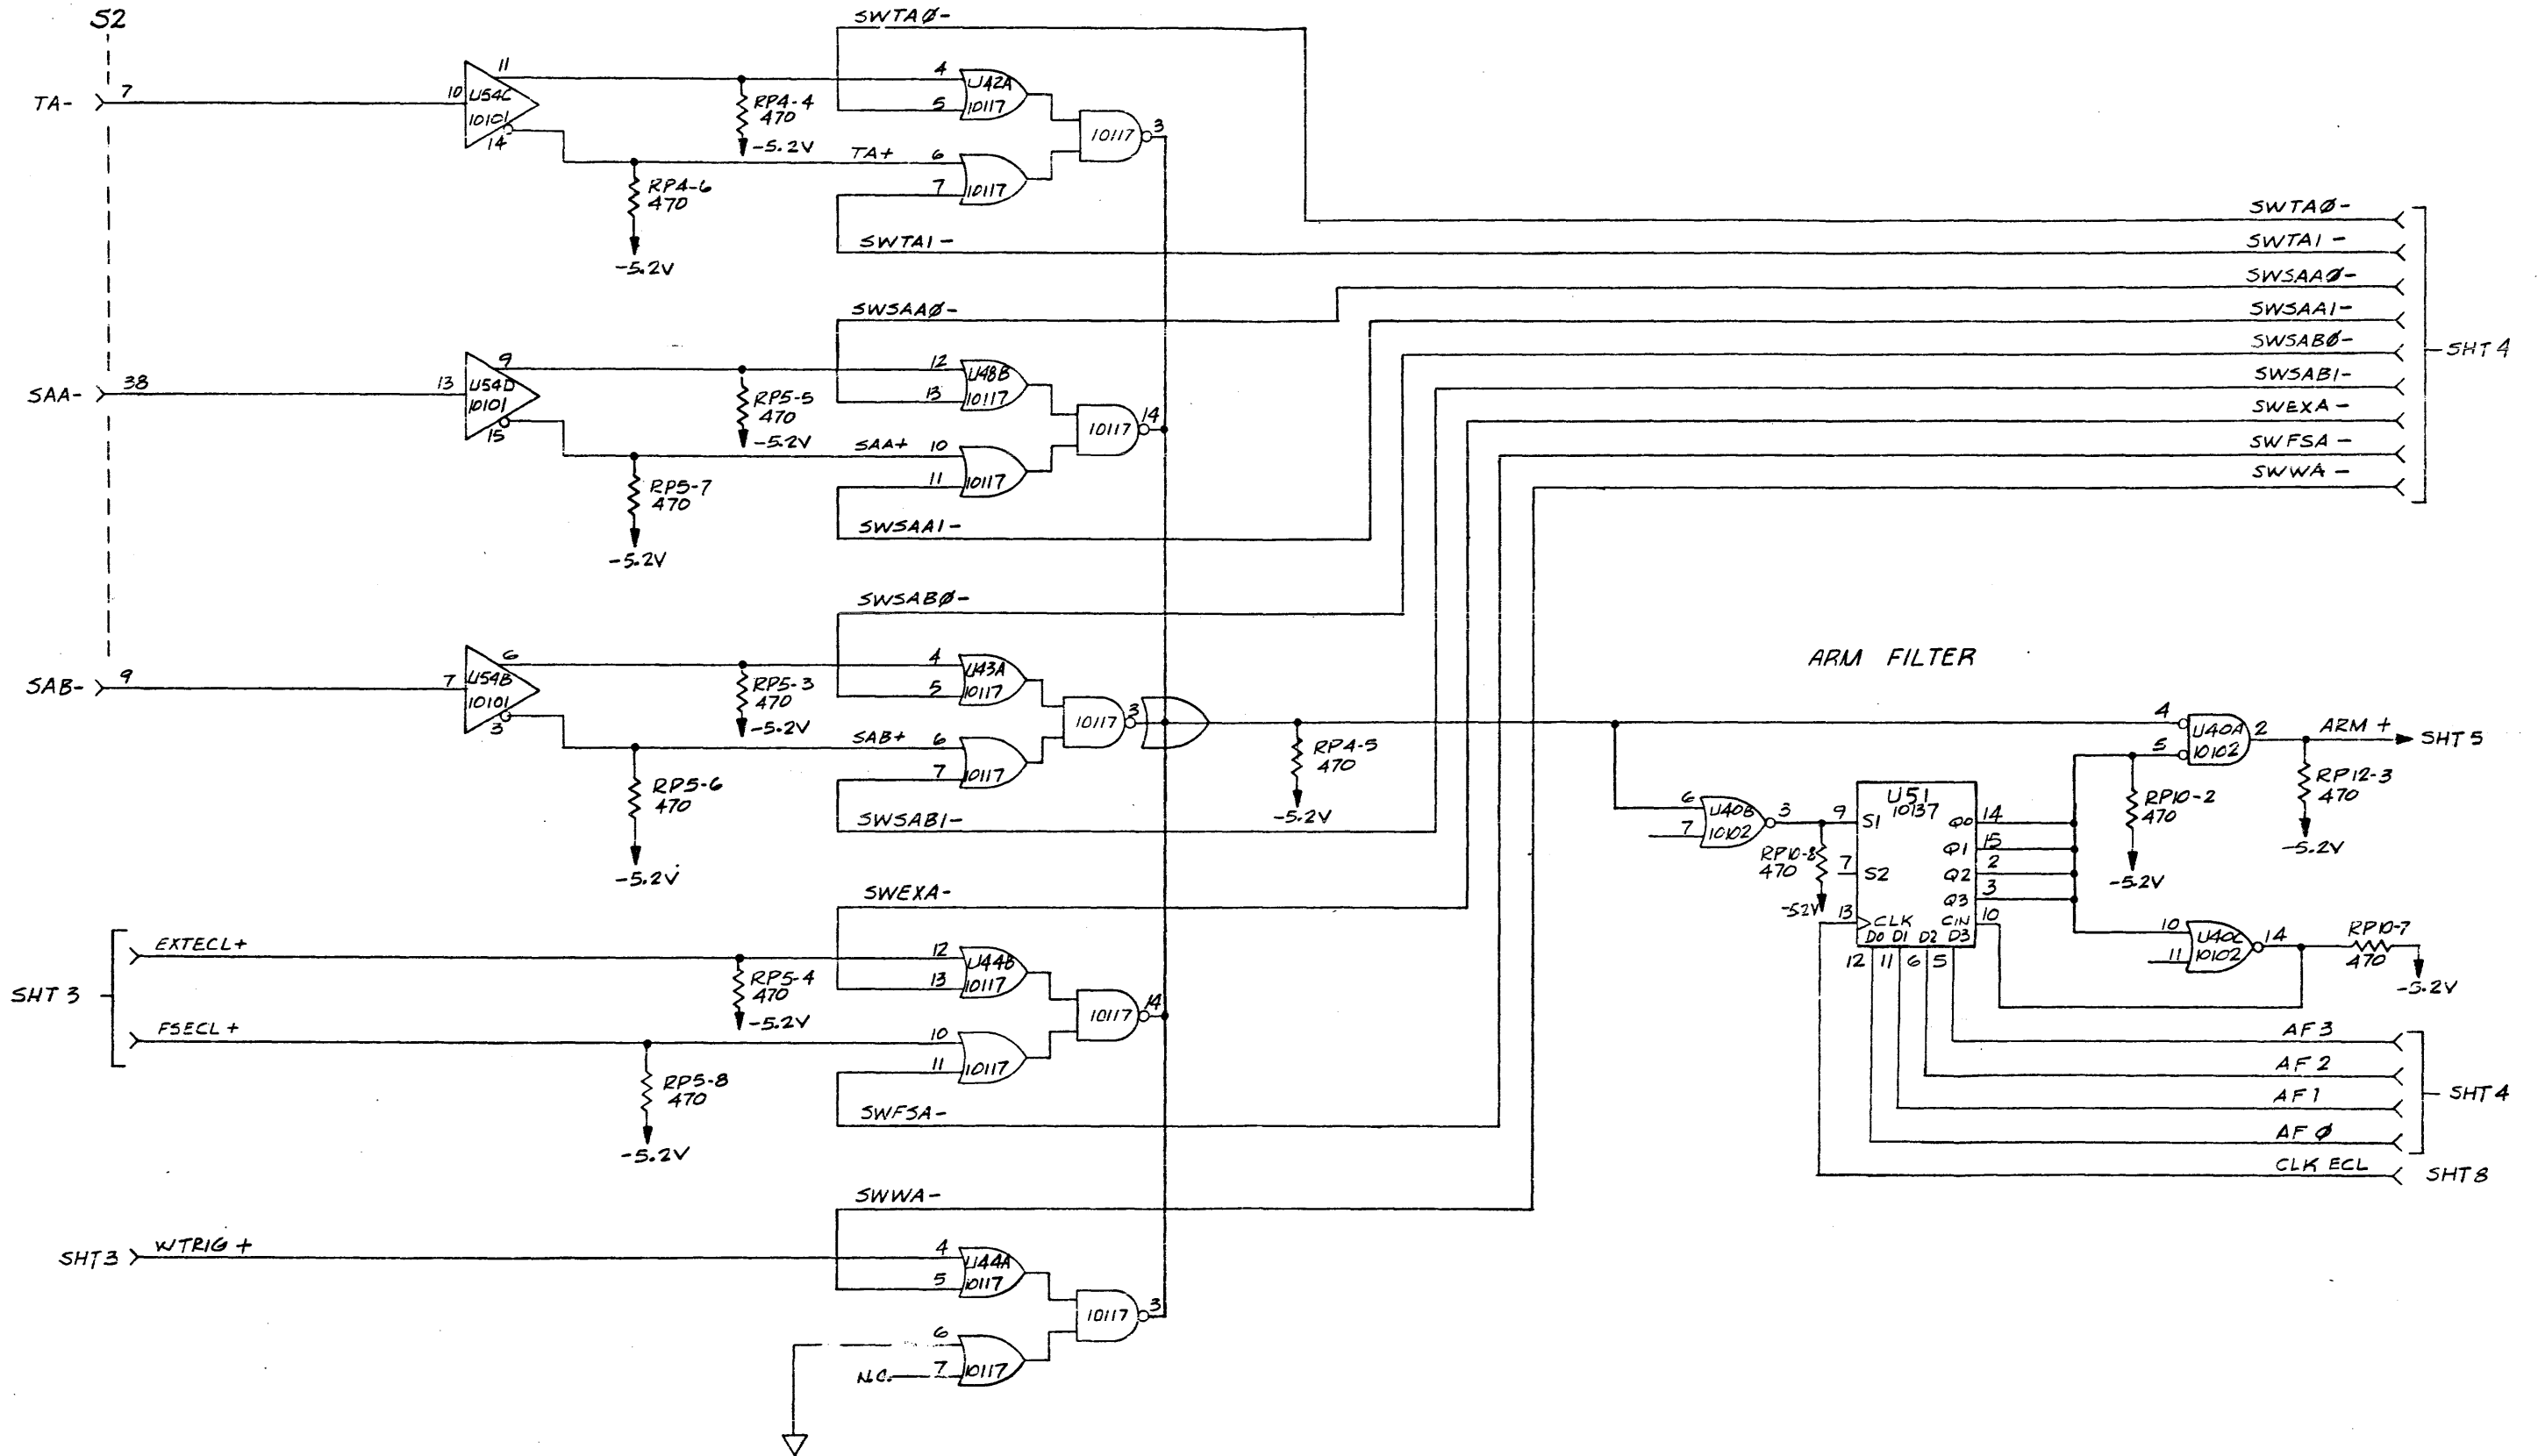 S2
TA-
7
10
U54C
10101
11
14
RP4-4
470
-5.2V
RP4-6
470
-5.2V
SWTAØ-
4
5
U42A
10117
TA+
6
7
10117
10117
3
SWTA1-
SAA-
38
13
U54D
10101
9
15
RP5-5
470
-5.2V
RP5-7
470
-5.2V
SWSAAØ-
12
13
U48B
10117
SAA+
10
11
10117
10117
14
SWSAA1-
SAB-
9
7
U54B
10101
6
3
RP5-3
470
-5.2V
RP5-6
470
-5.2V
SWSABØ-
4
5
U43A
10117
SAB+
6
7
10117
10117
3
SWSAB1-
RP4-5
470
-5.2V
SHT 3
EXTECL+
FSECL+
RP5-4
470
-5.2V
RP5-8
470
-5.2V
SWEXA-
12
13
U44B
10117
10
11
10117
10117
14
SWFSA-
SHT3
WTRIG +
SWWA-
4
5
U44A
10117
6
N.C.
7
10117
10117
3
SWTAØ-
SWTA1 -
SWSAAØ-
SWSAA1-
SWSABØ-
SWSAB1-
SWEXA -
SWFSA -
SWWA -
SHT 4
ARM FILTER
4
5
U40A
10102
2
ARM +
SHT 5
RP12-3
470
-5.2V
RP10-2
470
-5.2V
6
7
U40B
10102
3
RP10-8
470
-52V
U51
10137
9
S1
7
S2
13
CLK
Q0
14
Q1
15
Q2
2
Q3
3
CIN
10
D0 D1 D2 D3
12 11 6 5
10
11
U40C
10102
14
RP10-7
470
-5.2V
AF 3
AF 2
AF 1
AF Ø
SHT 4
CLK ECL
SHT 8